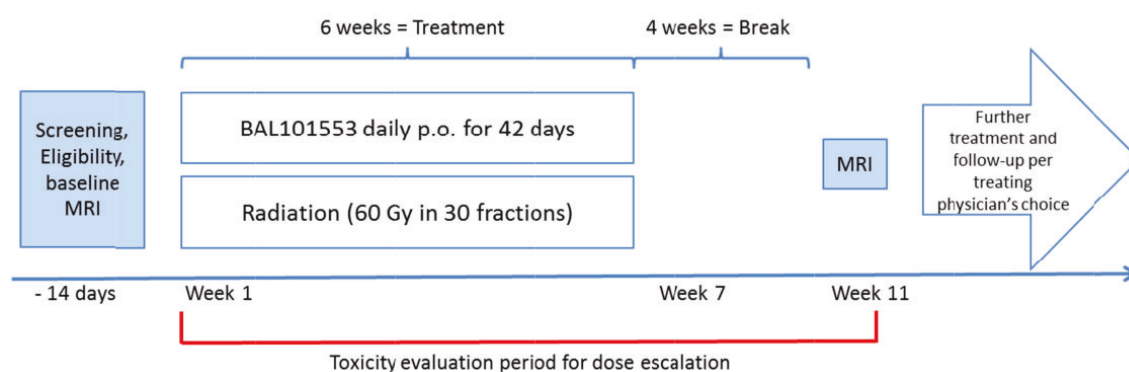 6 weeks = Treatment
4 weeks = Break
Screening,
Eligibility,
baseline
MRI
BAL101553 daily p.o. for 42 days
Radiation (60 Gy in 30 fractions)
MRI
Further
treatment and
follow-up per
treating
physician's choice
- 14 days
Week 1
Week 7
Week 11
Toxicity evaluation period for dose escalation